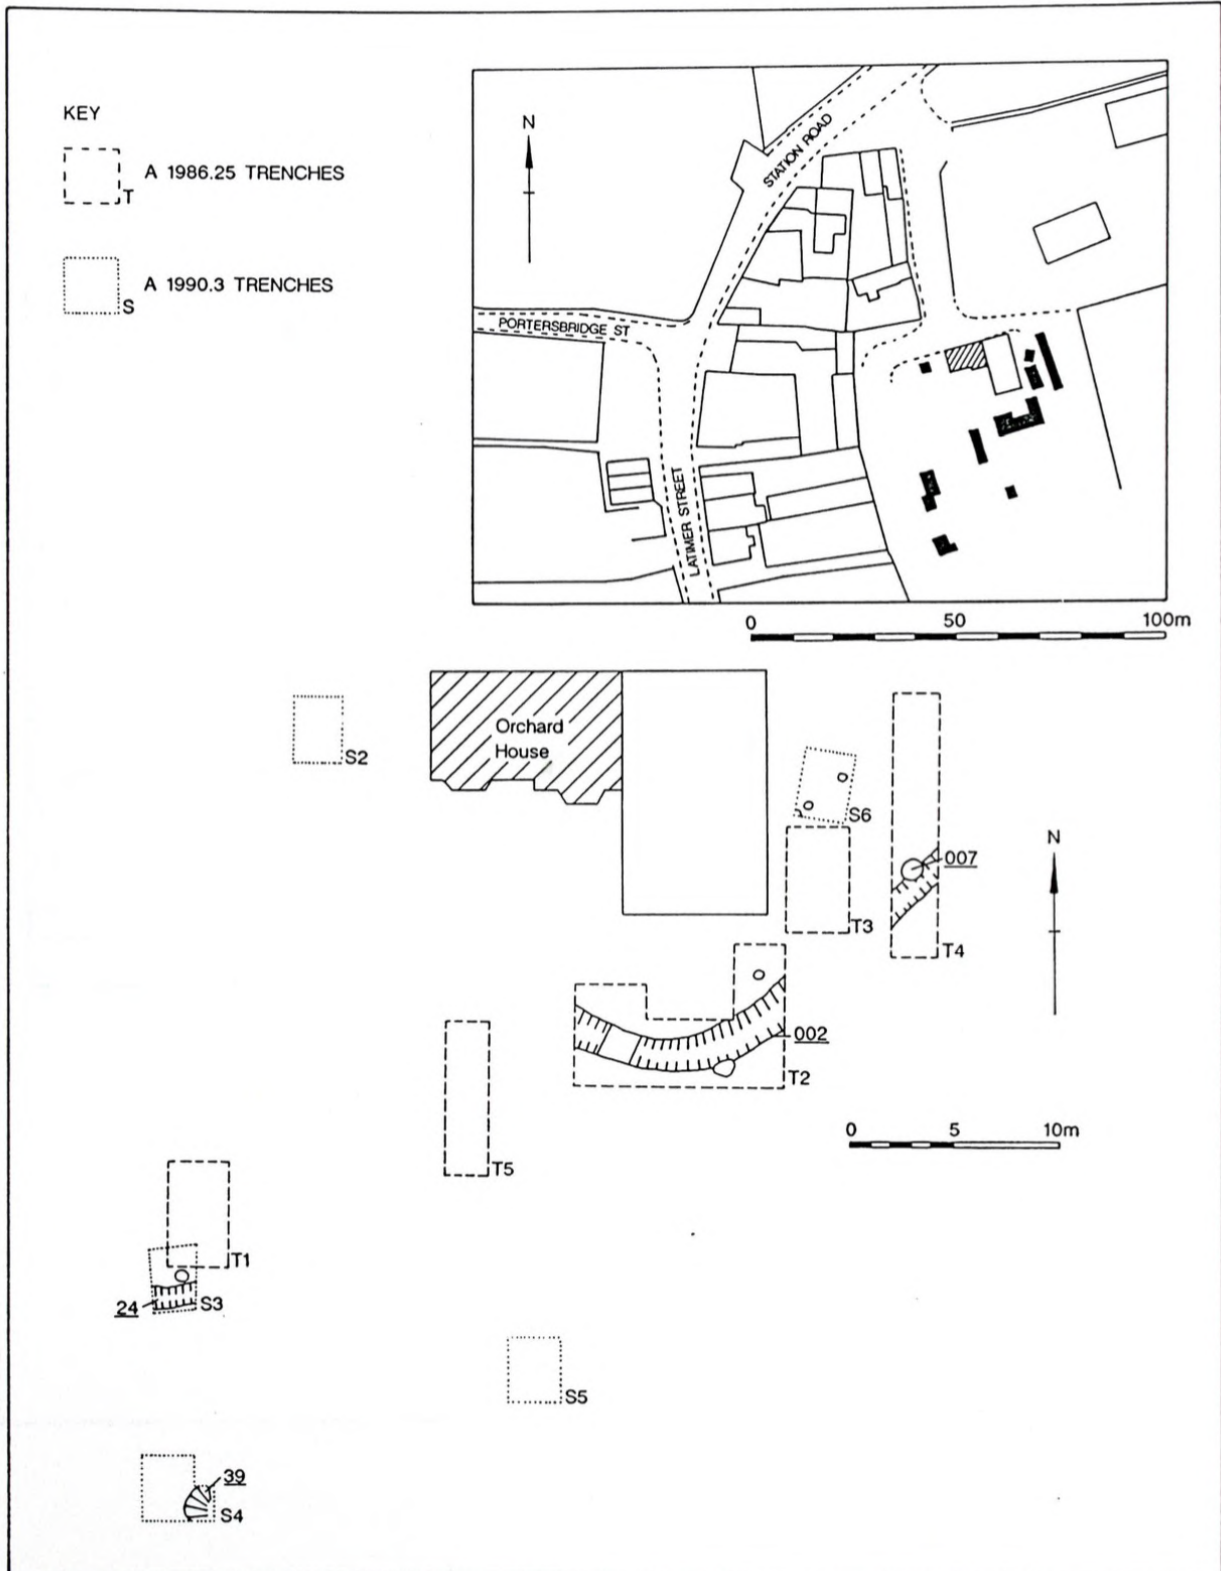 KEY
T
A 1986.25 TRENCHES
S
A 1990.3 TRENCHES
N
STATION ROAD
PORTERSBRIDGE ST
LATIMER STREET
0 50 100m
Orchard
House
S2
S6
T3
007
T4
N
002
T2
T5
0 5 10m
T1
24
S3
S5
39
S4